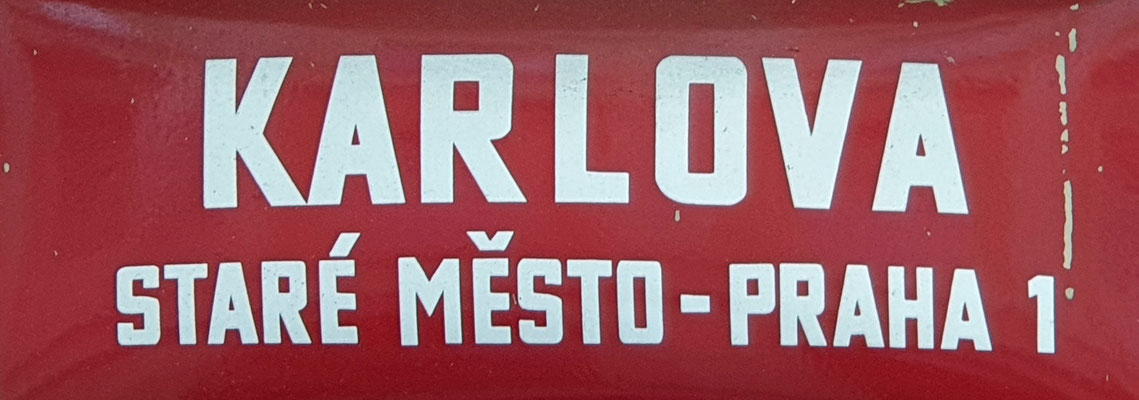 KARLOVA
STARÉ MĚSTO - PRAHA 1